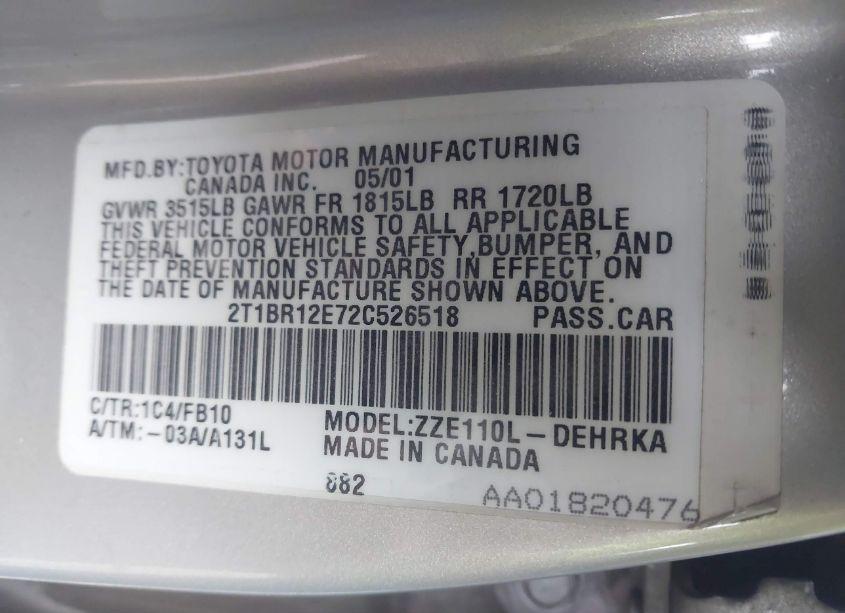 MFD.BY:TOYOTA MOTOR MANUFACTURING
CANADA INC. 05/01
GVWR 3515LB GAWR FR 1815LB RR 1720LB
THIS VEHICLE CONFORMS TO ALL APPLICABLE
FEDERAL MOTOR VEHICLE SAFETY,BUMPER, AND
THEFT PREVENTION STANDARDS IN EFFECT ON
THE DATE OF MANUFACTURE SHOWN ABOVE.
2T1BR12E72C526518 PASS.CAR
C/TR:1C4/FB10
A/TM:-03A/A131L
MODEL:ZZE110L-DEHRKA
MADE IN CANADA
882
AA01820476